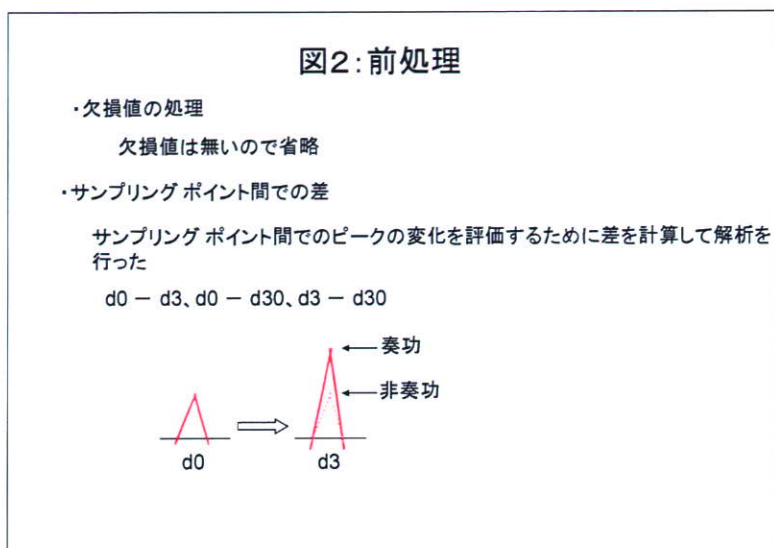 図2:前処理
・欠損値の処理
欠損値は無いので省略
・サンプリング ポイント間での差
サンプリング ポイント間でのピークの変化を評価するために差を計算して解析を
行った
d0 － d3、d0 － d30、d3 － d30
奏功
非奏功
d0
d3